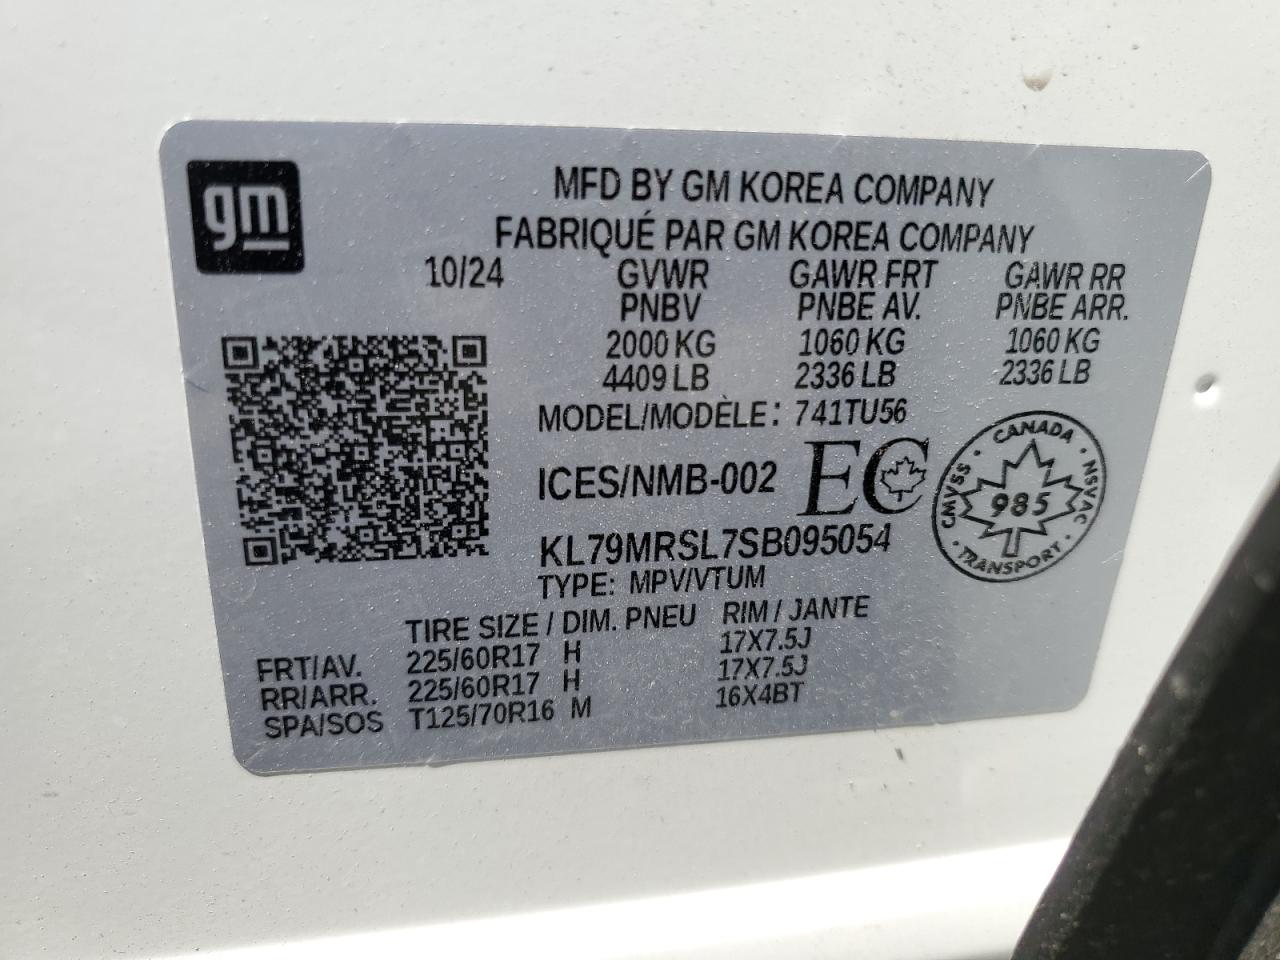 gm
MFD BY GM KOREA COMPANY
FABRIQUÉ PAR GM KOREA COMPANY
10/24 GVWR GAWR FRT GAWR RR
PNBV PNBE AV. PNBE ARR.
2000 KG 1060 KG 1060 KG
4409 LB 2336 LB 2336 LB
MODEL/MODÈLE: 741TU56
ICES/NMB-002 EC
CANADA
CMVSS 985 NSVAC
TRANSPORT
KL79MRSL7SB095054
TYPE: MPV/VTUM
TIRE SIZE / DIM. PNEU RIM / JANTE
FRT/AV. 225/60R17 H 17X7.5J
RR/ARR. 225/60R17 H 17X7.5J
SPA/SOS T125/70R16 M 16X4BT